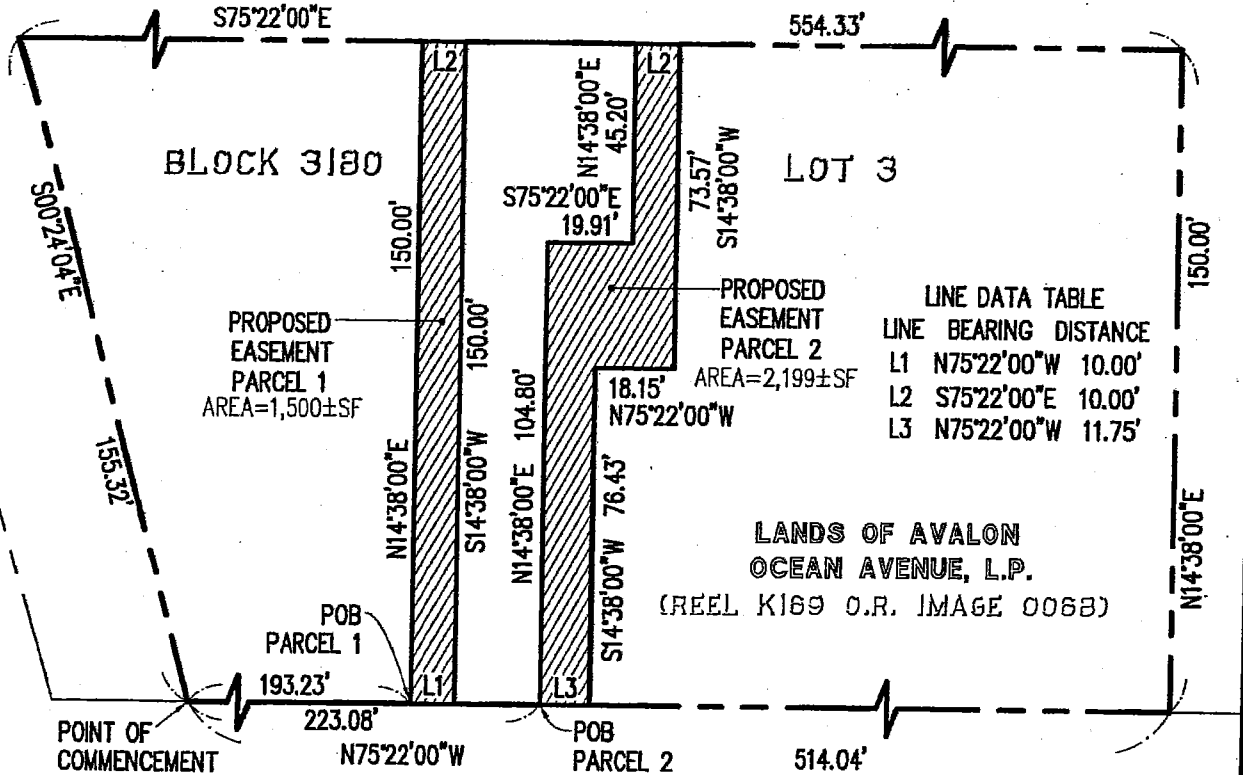 S75°22'00"E
554.33'
L2
L2
N14°38'00"E
45.20'
BLOCK 3180
LOT 3
73.57'
S14°38'00"W
S75°22'00"E
19.91'
S00°24'04"E
155.32'
150.00'
150.00'
150.00'
PROPOSED
EASEMENT
PARCEL 1
AREA=1,500±SF
PROPOSED
EASEMENT
PARCEL 2
AREA=2,199±SF
LINE DATA TABLE
LINE BEARING DISTANCE
L1 N75°22'00"W 10.00'
L2 S75°22'00"E 10.00'
L3 N75°22'00"W 11.75'
18.15'
N75°22'00"W
N14°38'00"E
S14°38'00"W
N14°38'00"E 104.80'
S14°38'00"W 76.43'
N14°38'00"E
LANDS OF AVALON
OCEAN AVENUE, L.P.
(REEL K169 O.R. IMAGE 0068)
POB
PARCEL 1
193.23'
L1
L3
POINT OF
COMMENCEMENT
223.08'
N75°22'00"W
POB
PARCEL 2
514.04'